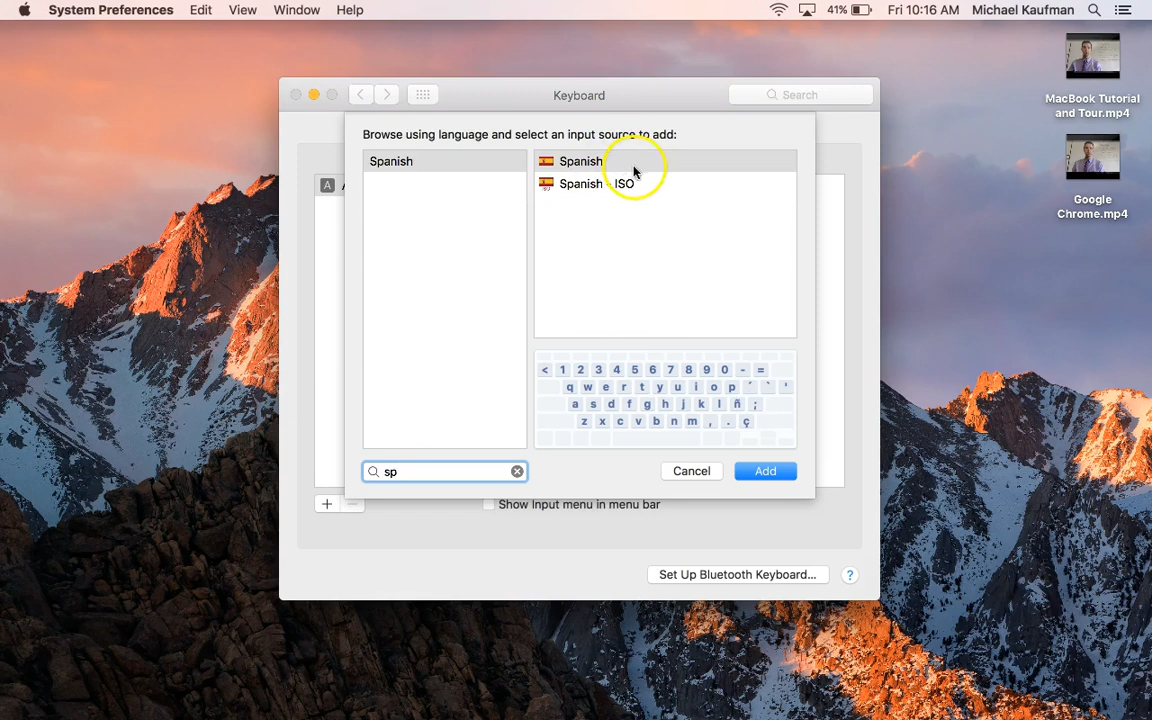 System Preferences Edit View Window Help 41% Fri 10:16 AM Michael Kaufman
MacBook Tutorial
and Tour.mp4
Google
Chrome.mp4
Keyboard
Search
Browse using language and select an input source to add:
Spanish
Spanish
Spanish - ISO
A
< 1 2 3 4 5 6 7 8 9 0 - =
q w e r t y u i o p ´ ` '
a s d f g h j k l ñ ;
z x c v b n m , . ç
sp
Cancel
Add
+ −
Show Input menu in menu bar
Set Up Bluetooth Keyboard...
?